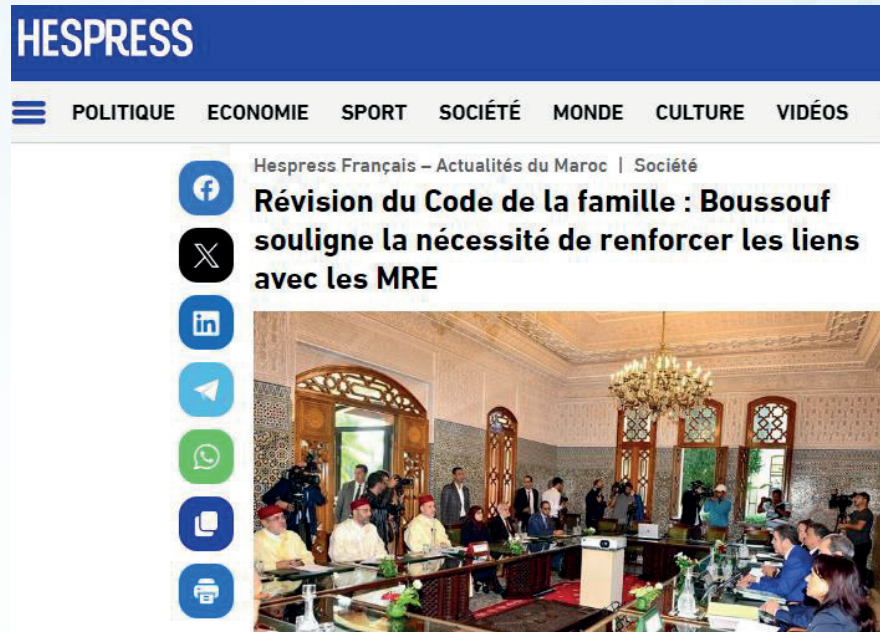 HESPRESS
POLITIQUE ECONOMIE SPORT SOCIÉTÉ MONDE CULTURE VIDÉOS
Hespress Français – Actualités du Maroc | Société
Révision du Code de la famille : Boussouf
souligne la nécessité de renforcer les liens
avec les MRE